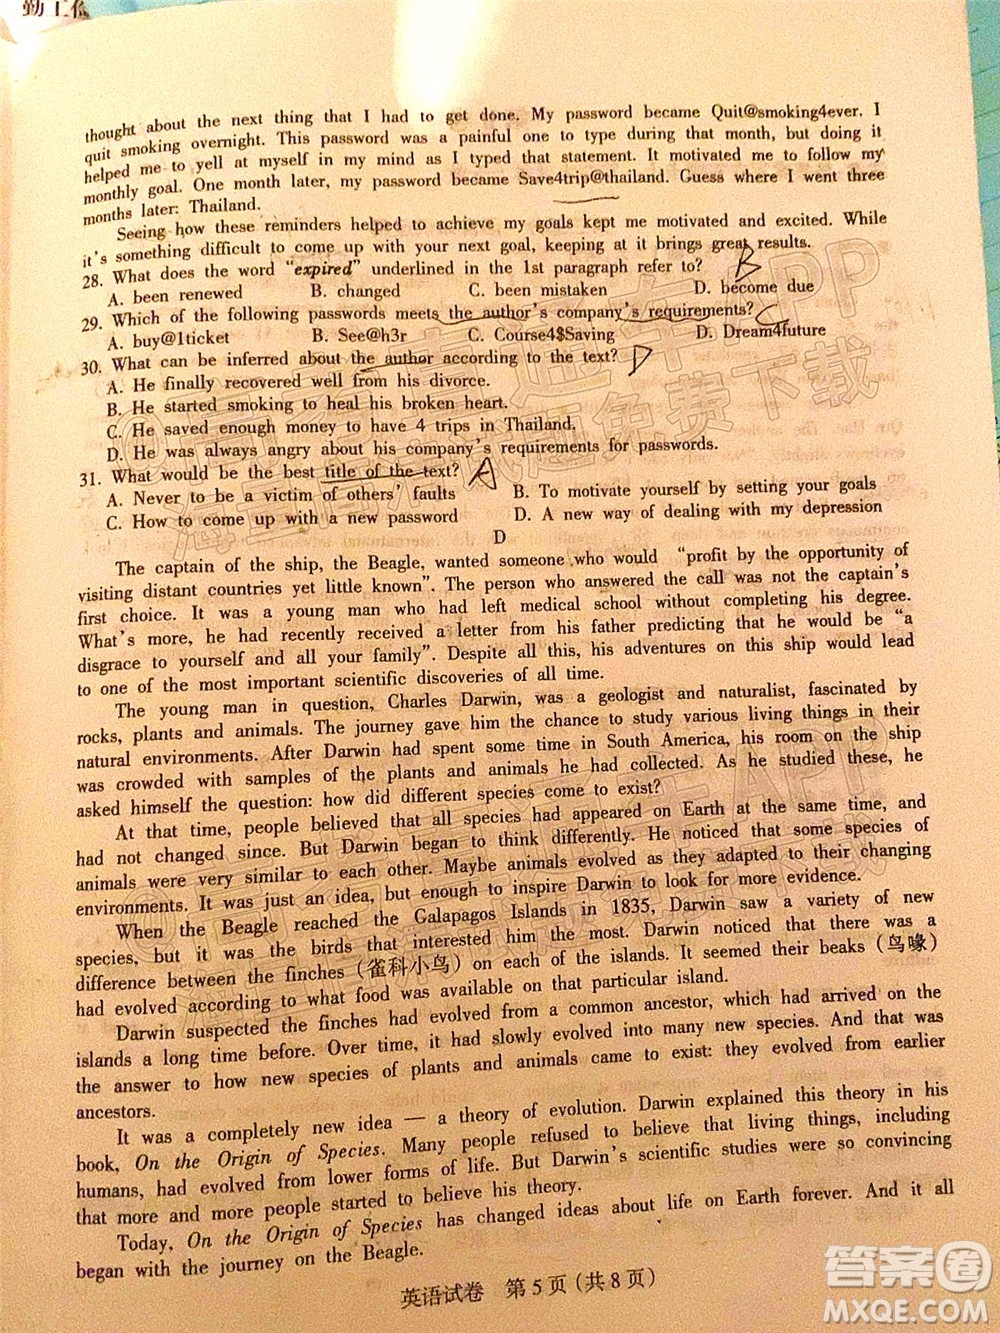 勤工俭
thought about the next thing that I had to get done. My password became Quit@smoking4ever. I
quit smoking overnight. This password was a painful one to type during that month, but doing it
helped me to yell at myself in my mind as I typed that statement. It motivated me to follow my
monthly goal. One month later, my password became Save4trip@thailand. Guess where I went three
months later: Thailand.
Seeing how these reminders helped to achieve my goals kept me motivated and excited. While
it's something difficult to come up with your next goal, keeping at it brings great results.
28. What does the word "expired" underlined in the 1st paragraph refer to? B
A. been renewed B. changed C. been mistaken D. become due
29. Which of the following passwords meets the author's company's requirements? C
A. buy@1ticket B. See@h3r C. Course4$Saving D. Dream4future
30. What can be inferred about the author according to the text? D
A. He finally recovered well from his divorce.
B. He started smoking to heal his broken heart.
C. He saved enough money to have 4 trips in Thailand.
D. He was always angry about his company's requirements for passwords.
31. What would be the best title of the text? A
A. Never to be a victim of others' faults B. To motivate yourself by setting your goals
C. How to come up with a new password D. A new way of dealing with my depression
D
The captain of the ship, the Beagle, wanted someone who would "profit by the opportunity of
visiting distant countries yet little known". The person who answered the call was not the captain's
first choice. It was a young man who had left medical school without completing his degree.
What's more, he had recently received a letter from his father predicting that he would be "a
disgrace to yourself and all your family". Despite all this, his adventures on this ship would lead
to one of the most important scientific discoveries of all time.
The young man in question, Charles Darwin, was a geologist and naturalist, fascinated by
rocks, plants and animals. The journey gave him the chance to study various living things in their
natural environments. After Darwin had spent some time in South America, his room on the ship
was crowded with samples of the plants and animals he had collected. As he studied these, he
asked himself the question: how did different species come to exist?
At that time, people believed that all species had appeared on Earth at the same time, and
had not changed since. But Darwin began to think differently. He noticed that some species of
animals were very similar to each other. Maybe animals evolved as they adapted to their changing
environments. It was just an idea, but enough to inspire Darwin to look for more evidence.
When the Beagle reached the Galapagos Islands in 1835, Darwin saw a variety of new
species, but it was the birds that interested him the most. Darwin noticed that there was a
difference between the finches (雀科小鸟) on each of the islands. It seemed their beaks (鸟喙)
had evolved according to what food was available on that particular island.
Darwin suspected the finches had evolved from a common ancestor, which had arrived on the
islands a long time before. Over time, it had slowly evolved into many new species. And that was
the answer to how new species of plants and animals came to exist: they evolved from earlier
ancestors.
It was a completely new idea — a theory of evolution. Darwin explained this theory in his
book, On the Origin of Species. Many people refused to believe that living things, including
humans, had evolved from lower forms of life. But Darwin's scientific studies were so convincing
that more and more people started to believe his theory.
Today, On the Origin of Species has changed ideas about life on Earth forever. And it all
began with the journey on the Beagle.
英语试卷 第5页(共8页)
答案圈
MXQE.COM